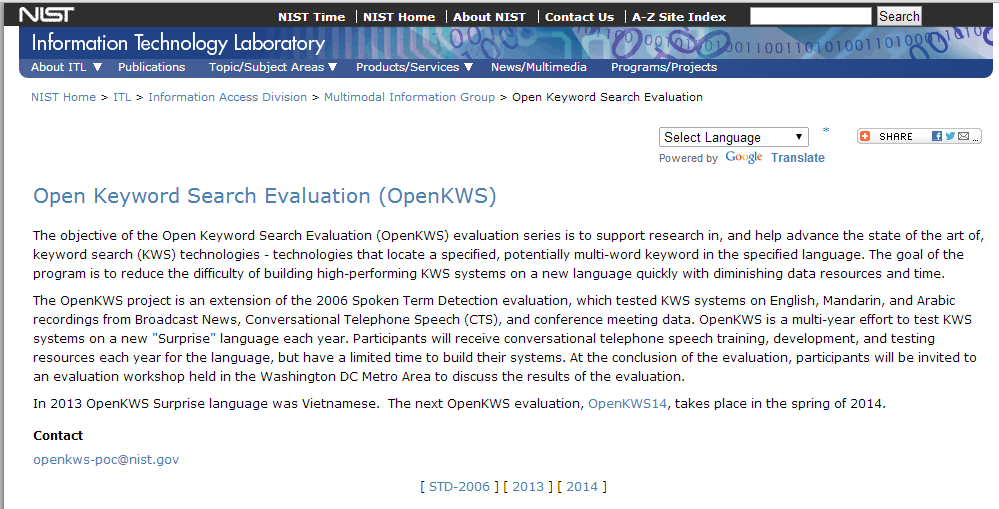 NIST
NIST Time | NIST Home | About NIST | Contact Us | A-Z Site Index Search
Information Technology Laboratory
About ITL ▼ Publications Topic/Subject Areas ▼ Products/Services ▼ News/Multimedia Programs/Projects
NIST Home > ITL > Information Access Division > Multimodal Information Group > Open Keyword Search Evaluation
Select Language ▼ * SHARE ...
Powered by Google Translate
Open Keyword Search Evaluation (OpenKWS)
The objective of the Open Keyword Search Evaluation (OpenKWS) evaluation series is to support research in, and help advance the state of the art of,
keyword search (KWS) technologies - technologies that locate a specified, potentially multi-word keyword in the specified language. The goal of the
program is to reduce the difficulty of building high-performing KWS systems on a new language quickly with diminishing data resources and time.
The OpenKWS project is an extension of the 2006 Spoken Term Detection evaluation, which tested KWS systems on English, Mandarin, and Arabic
recordings from Broadcast News, Conversational Telephone Speech (CTS), and conference meeting data. OpenKWS is a multi-year effort to test KWS
systems on a new "Surprise" language each year. Participants will receive conversational telephone speech training, development, and testing
resources each year for the language, but have a limited time to build their systems. At the conclusion of the evaluation, participants will be invited to
an evaluation workshop held in the Washington DC Metro Area to discuss the results of the evaluation.
In 2013 OpenKWS Surprise language was Vietnamese. The next OpenKWS evaluation, OpenKWS14, takes place in the spring of 2014.
Contact
openkws-poc@nist.gov
[ STD-2006 ] [ 2013 ] [ 2014 ]